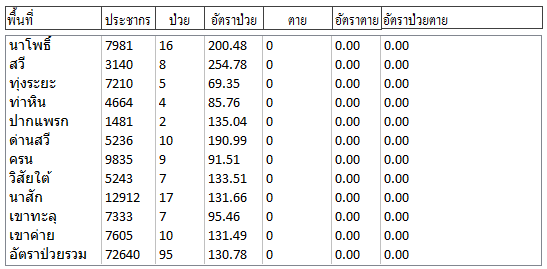 พื้นที่ ประชากร ป่วย อัตราป่วย ตาย อัตราตาย อัตราป่วยตาย
นาโพธิ์ 7981 16 200.48 0 0.00 0.00
สวี 3140 8 254.78 0 0.00 0.00
ทุ่งระยะ 7210 5 69.35 0 0.00 0.00
ท่าหิน 4664 4 85.76 0 0.00 0.00
ปากแพรก 1481 2 135.04 0 0.00 0.00
ด่านสวี 5236 10 190.99 0 0.00 0.00
ครน 9835 9 91.51 0 0.00 0.00
วิสัยใต้ 5243 7 133.51 0 0.00 0.00
นาสัก 12912 17 131.66 0 0.00 0.00
เขาทะลุ 7333 7 95.46 0 0.00 0.00
เขาค่าย 7605 10 131.49 0 0.00 0.00
อัตราป่วยรวม 72640 95 130.78 0 0.00 0.00